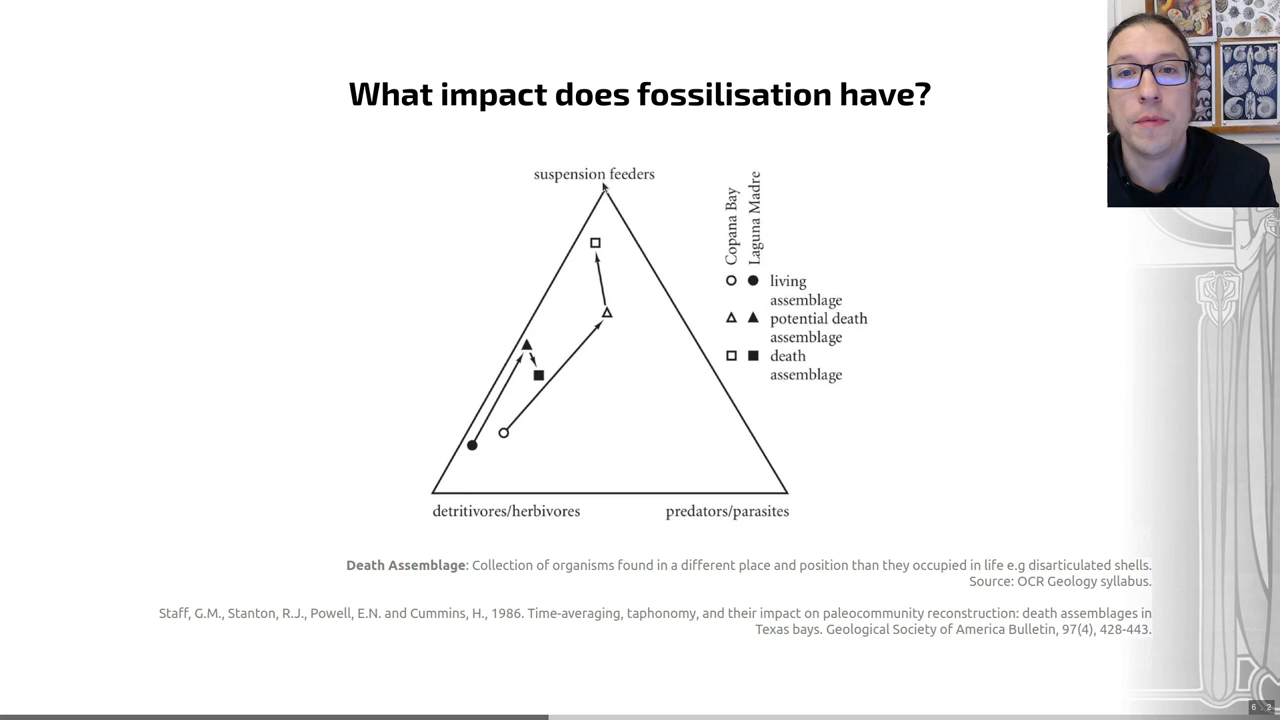 What impact does fossilisation have?
suspension feeders
Copana Bay
Laguna Madre
living
assemblage
potential death
assemblage
death
assemblage
detritivores/herbivores
predators/parasites
Death Assemblage: Collection of organisms found in a different place and position than they occupied in life e.g disarticulated shells.
Source: OCR Geology syllabus.
Staff, G.M., Stanton, R.J., Powell, E.N. and Cummins, H., 1986. Time-averaging, taphonomy, and their impact on paleocommunity reconstruction: death assemblages in
Texas bays. Geological Society of America Bulletin, 97(4), 428-443.
6 . 2